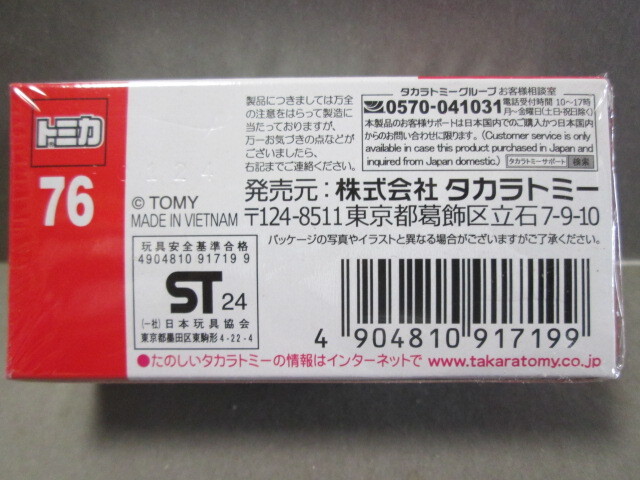 トミカ
76
製品につきましては万全
の注意をはらって製造に
当たっておりますが、
万一お気づきの点などが
ございましたら、
右記までご連絡ください。
タカラトミーグループ お客様相談室
0570-041031 電話受付時間 10〜17時
月〜金曜日(土・日・祝日除く)
本製品のお客様サポートは日本国内でのご購入かつ日本国内
からのお問い合わせに限ります。(Customer service is only
available in case this product purchased in Japan and
inquired from Japan domestic.) タカラトミーサポート 検索
© TOMY
MADE IN VIETNAM
発売元：株式会社 タカラトミー
〒124-8511 東京都葛飾区立石7-9-10
パッケージの写真やイラストと異なる場合がございますがご了承ください。
玩具安全基準合格
4904810 91719 9
ST 24
(一社)日本玩具協会
東京都墨田区東駒形4-22-4
4 904810 917199
●たのしいタカラトミーの情報はインターネットで www.takaratomy.co.jp